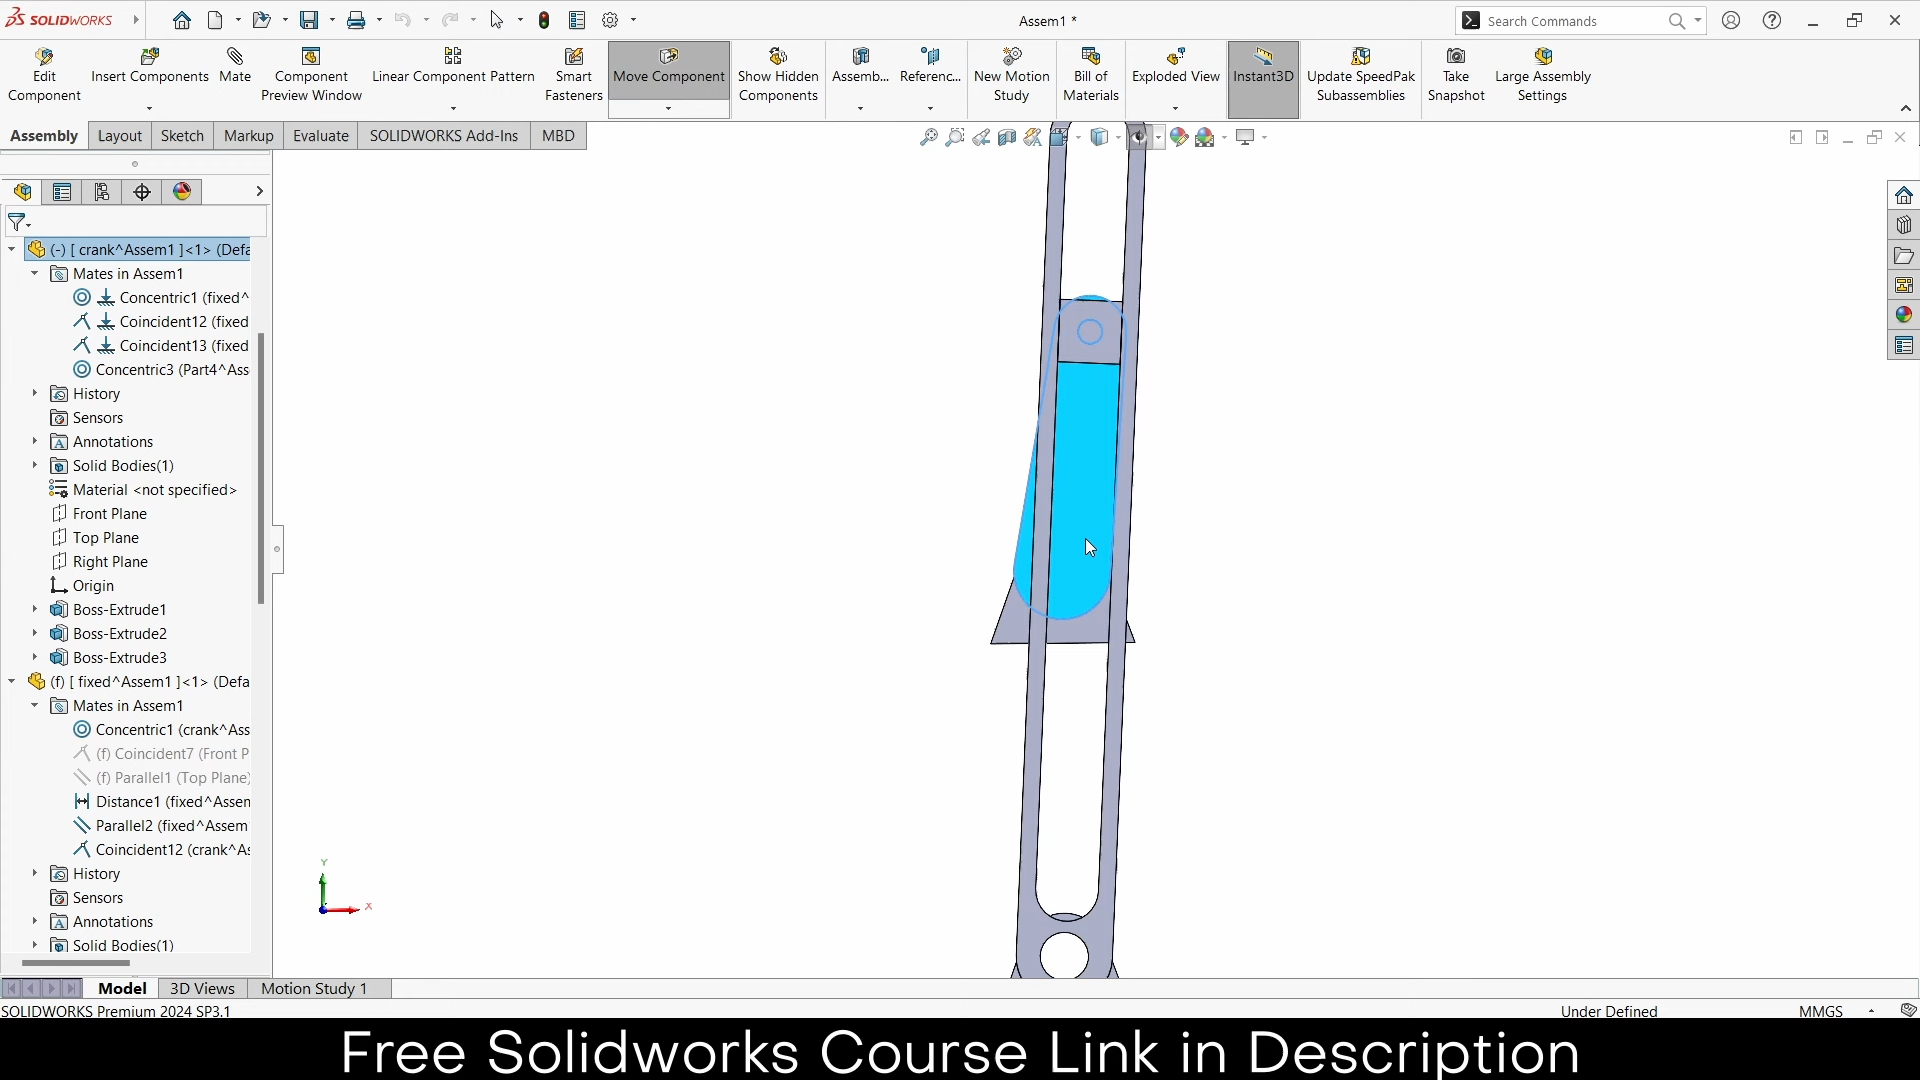 SOLIDWORKS
Assem1 *
Search Commands
Edit Component
Insert Components
Mate
Component Preview Window
Linear Component Pattern
Smart Fasteners
Move Component
Show Hidden Components
Assemb...
Referenc...
New Motion Study
Bill of Materials
Exploded View
Instant3D
Update SpeedPak Subassemblies
Take Snapshot
Large Assembly Settings
Assembly
Layout
Sketch
Markup
Evaluate
SOLIDWORKS Add-Ins
MBD
(-) [ crank^Assem1 ]<1> (Defa
Mates in Assem1
Concentric1 (fixed^
Coincident12 (fixed
Coincident13 (fixed
Concentric3 (Part4^Ass
History
Sensors
Annotations
Solid Bodies(1)
Material <not specified>
Front Plane
Top Plane
Right Plane
Origin
Boss-Extrude1
Boss-Extrude2
Boss-Extrude3
(f) [ fixed^Assem1 ]<1> (Defa
Mates in Assem1
Concentric1 (crank^Ass
(f) Coincident7 (Front P
(f) Parallel1 (Top Plane)
Distance1 (fixed^Assem
Parallel2 (fixed^Assem
Coincident12 (crank^As
History
Sensors
Annotations
Solid Bodies(1)
Y
X
Model
3D Views
Motion Study 1
SOLIDWORKS Premium 2024 SP3.1
Under Defined
MMGS
Free Solidworks Course Link in Description